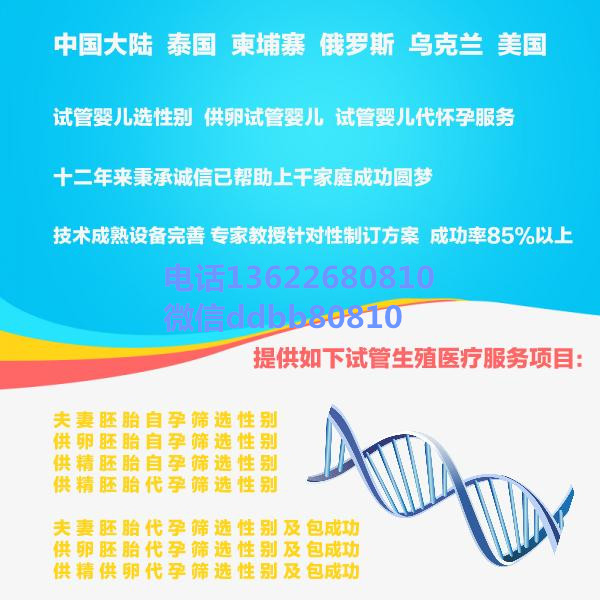 中国大陆 泰国 柬埔寨 俄罗斯 乌克兰 美国
试管婴儿选性别 供卵试管婴儿 试管婴儿代怀孕服务
十二年来秉承诚信已帮助上千家庭成功圆梦
技术成熟设备完善 专家教授针对性制订方案 成功率85%以上
电话13622680810
微信ddbb80810
提供如下试管生殖医疗服务项目:
夫妻胚胎自孕筛选性别
供卵胚胎自孕筛选性别
供精胚胎自孕筛选性别
供精胚胎代孕筛选性别
夫妻胚胎代孕筛选性别及包成功
供卵胚胎代孕筛选性别及包成功
供精供卵代孕筛选性别及包成功